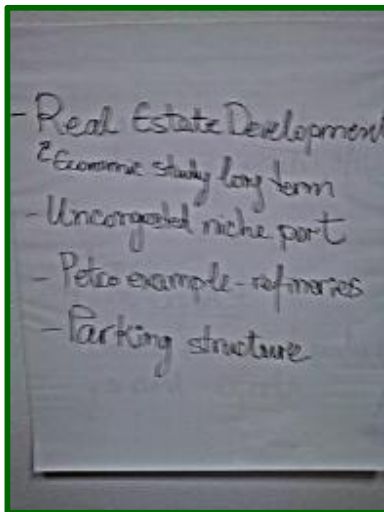 - Real Estate Development
Economic study long term
- Uncongested niche port
- Petco example - refineries
- Parking structure